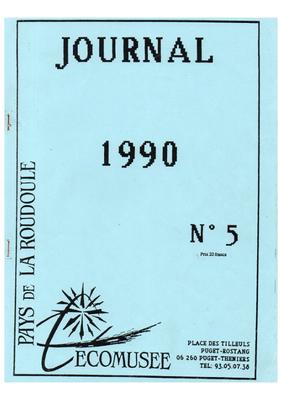 JOURNAL
1990
N° 5
Prix 20 francs
PAYS DE LA ROUDOULE
ECOMUSEE
PLACE DES TILLEULS
PUGET-ROSTANG
06 260 PUGET-THENIERS
TEL: 93.05.07.38